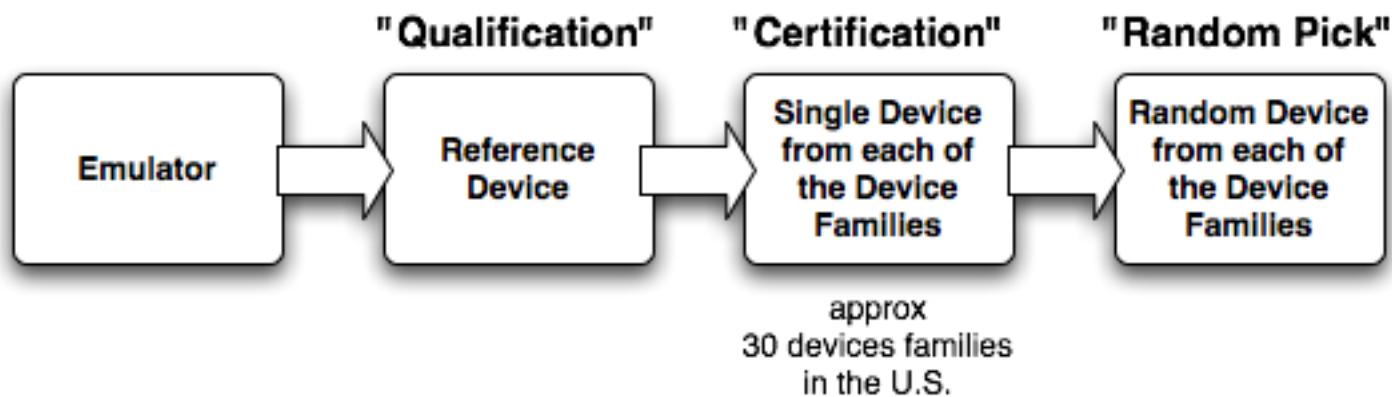 "Qualification"
"Certification"
"Random Pick"
Emulator
Reference
Device
Single Device
from each of
the Device
Families
Random Device
from each of
the Device
Families
approx
30 devices families
in the U.S.